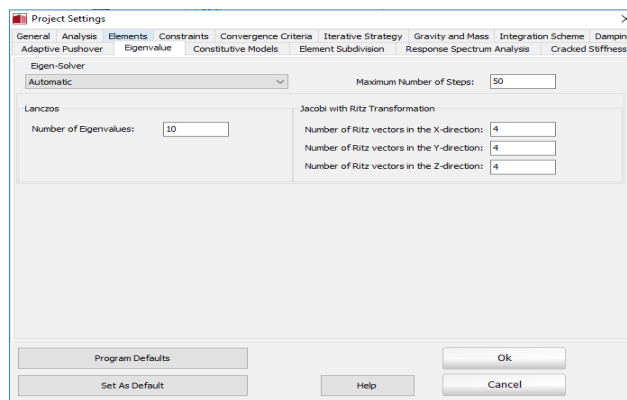 Project Settings
General Analysis Elements Constraints Convergence Criteria Iterative Strategy Gravity and Mass Integration Scheme Dampin
Adaptive Pushover Eigenvalue Constitutive Models Element Subdivision Response Spectrum Analysis Cracked Stiffness
Eigen-Solver
Automatic Maximum Number of Steps: 50
Lanczos Jacobi with Ritz Transformation
Number of Eigenvalues: 10 Number of Ritz vectors in the X-direction: 4
Number of Ritz vectors in the Y-direction: 4
Number of Ritz vectors in the Z-direction: 4
Program Defaults Ok
Set As Default Help Cancel